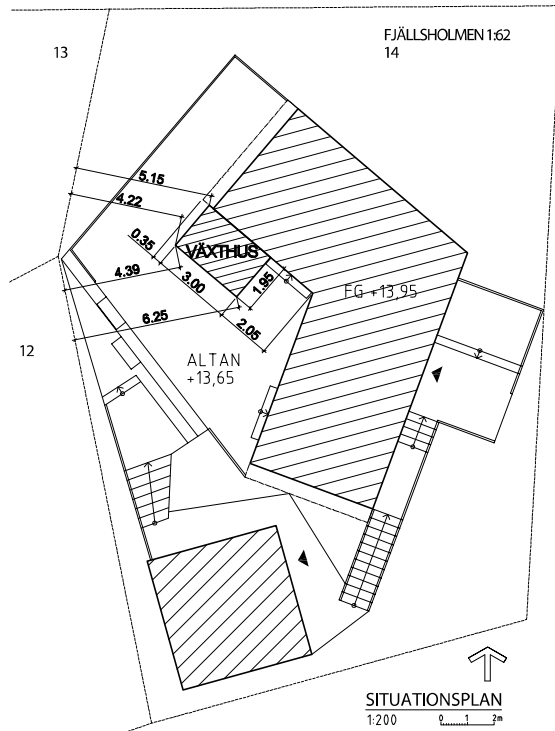 FJÄLLSHOLMEN 1:62
13
14
5.15
4.22
0.35
VÄXTHUS
4.39
3.00
1.95
FG +13,95
6.25
2.05
12
ALTAN
+13,65
SITUATIONSPLAN
1:200
0 1 2m